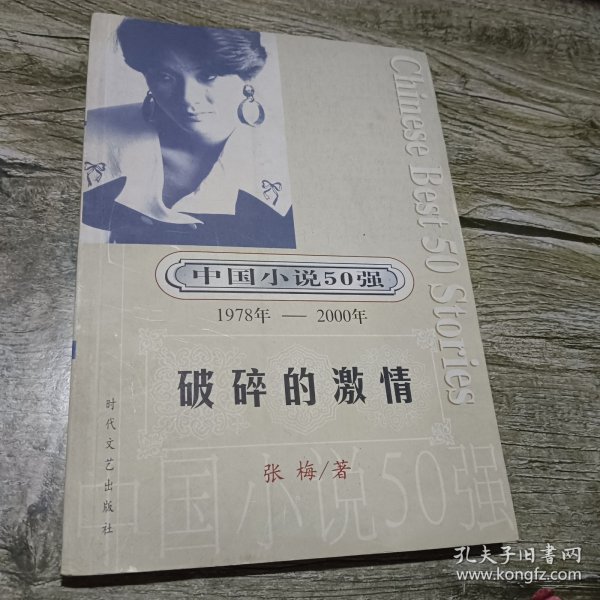 Chinese Best 50 Stories
中国小说50强
1978年 — 2000年
破碎的激情
张梅/著
时代文艺出版社
中国小说50强
孔夫子旧书网
www.kongfz.com